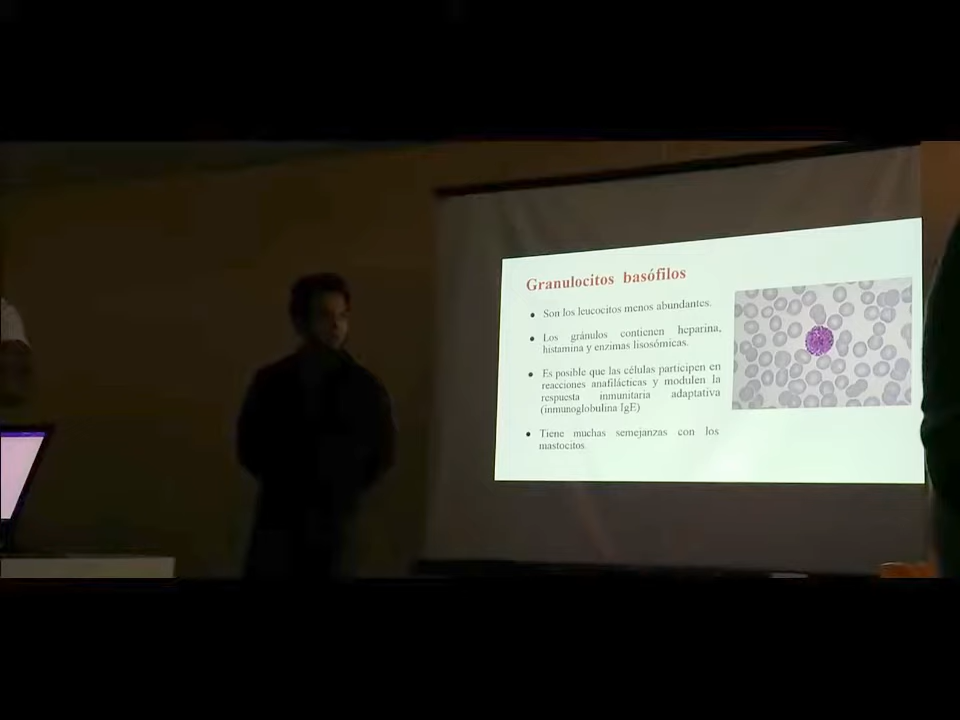 Granulocitos basófilos
• Son los leucocitos menos abundantes.
• Los gránulos contienen heparina,
histamina y enzimas lisosómicas.
• Es posible que las células participen en
reacciones anafilácticas y modulen la
respuesta inmunitaria adaptativa
(inmunoglobulina IgE)
• Tiene muchas semejanzas con los
mastocitos